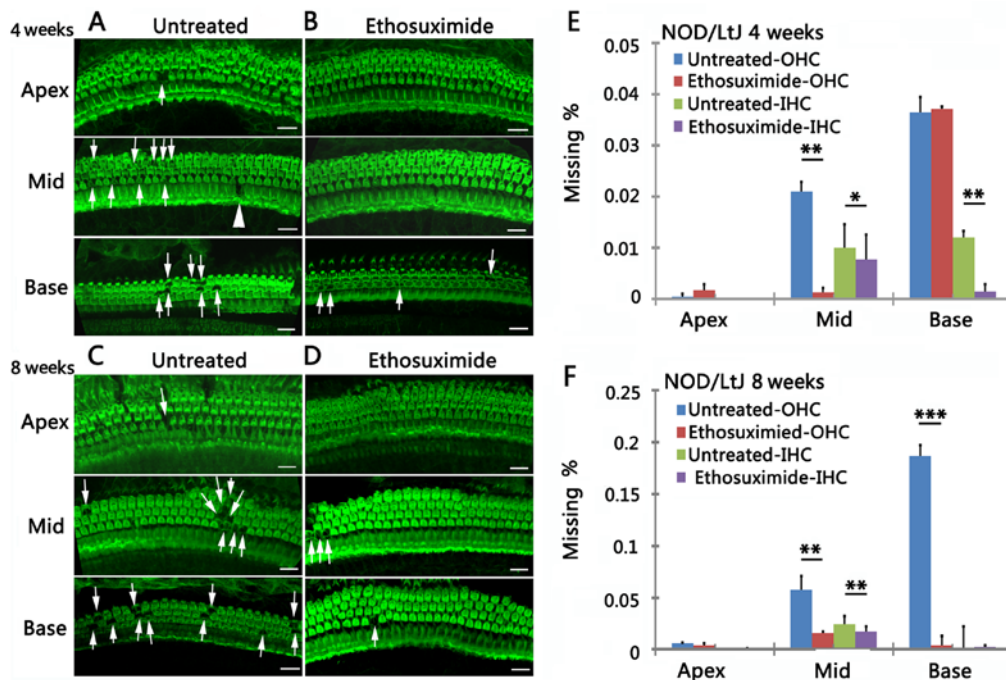 A
B
Untreated
Ethosuximide
4 weeks
Apex
Mid
Base
C
D
Untreated
Ethosuximide
8 weeks
Apex
Mid
Base
E
NOD/LtJ 4 weeks
Untreated-OHC
Ethosuximide-OHC
Untreated-IHC
Ethosuximide-IHC
Missing %
0.05
0.04
0.03
0.02
0.01
0
**
*
**
Apex Mid Base
F
NOD/LtJ 8 weeks
Untreated-OHC
Ethosuximied-OHC
Untreated-IHC
Ethosuximide-IHC
Missing %
0.25
0.2
0.15
0.1
0.05
0
**
**
***
Apex Mid Base